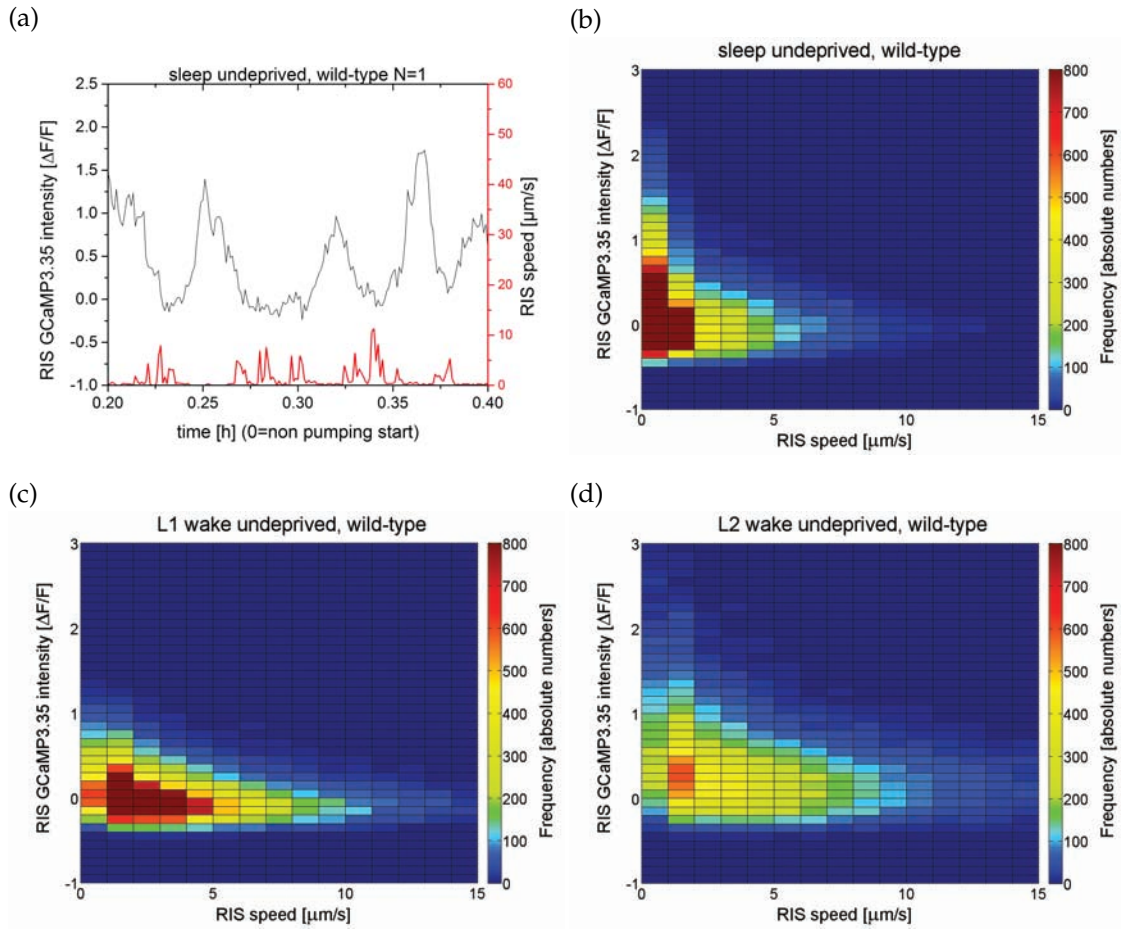 (a)
sleep undeprived, wild-type N=1
RIS GCaMP3.35 intensity [ΔF/F]
2.5
2.0
1.5
1.0
0.5
0.0
-0.5
-1.0
60
50
40
30
20
10
0
RIS speed [µm/s]
0.20 0.25 0.30 0.35 0.40
time [h] (0=non pumping start)
(b)
sleep undeprived, wild-type
RIS GCaMP3.35 intensity [ΔF/F]
3
2
1
0
-1
0 5 10 15
RIS speed [µm/s]
800
700
600
500
400
300
200
100
0
Frequency [absolute numbers]
(c)
L1 wake undeprived, wild-type
RIS GCaMP3.35 intensity [ΔF/F]
3
2
1
0
-1
0 5 10 15
RIS speed [µm/s]
800
700
600
500
400
300
200
100
0
Frequency [absolute numbers]
(d)
L2 wake undeprived, wild-type
RIS GCaMP3.35 intensity [ΔF/F]
3
2
1
0
-1
0 5 10 15
RIS speed [µm/s]
800
700
600
500
400
300
200
100
0
Frequency [absolute numbers]